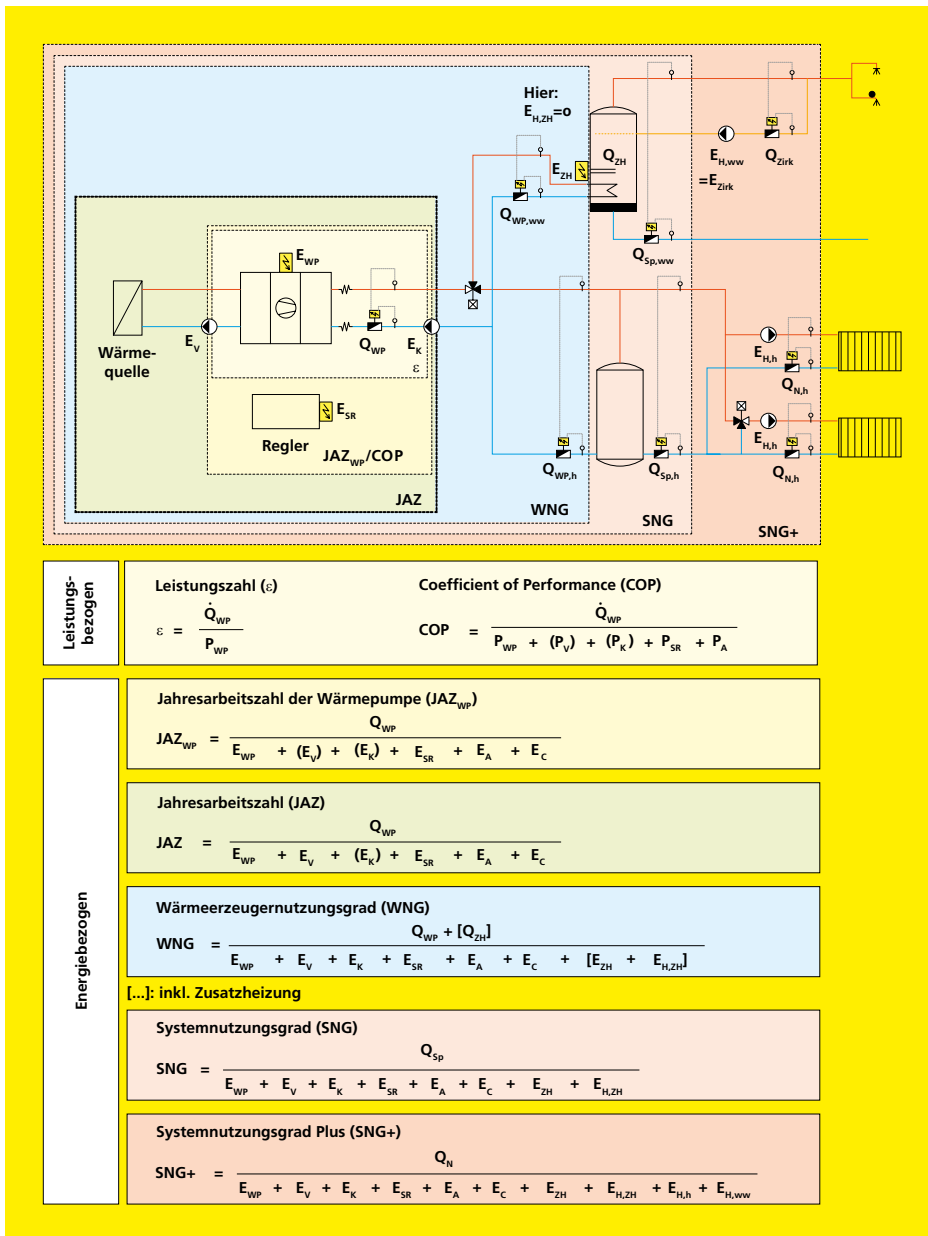 Hier:
E_H,ZH=0
Q_ZH
E_ZH
E_H,ww
=E_Zirk
Q_Zirk
Q_WP,ww
Q_Sp,ww
E_WP
E_V
Q_WP
E_K
ε
Wärme-
quelle
E_SR
Regler
JAZ_WP/COP
JAZ
E_H,h
Q_N,h
E_H,h
Q_N,h
Q_WP,h
Q_Sp,h
WNG
SNG
SNG+
Leistungs-
bezogen
Leistungszahl (ε)
ε = Q̇_WP / P_WP
Coefficient of Performance (COP)
COP = Q̇_WP / P_WP + (P_V) + (P_K) + P_SR + P_A
Energiebezogen
Jahresarbeitszahl der Wärmepumpe (JAZ_WP)
JAZ_WP = Q_WP / E_WP + (E_V) + (E_K) + E_SR + E_A + E_C
Jahresarbeitszahl (JAZ)
JAZ = Q_WP / E_WP + E_V + (E_K) + E_SR + E_A + E_C
Wärmeerzeugernutzungsgrad (WNG)
WNG = Q_WP + [Q_ZH] / E_WP + E_V + E_K + E_SR + E_A + E_C + [E_ZH + E_H,ZH]
[...]: inkl. Zusatzheizung
Systemnutzungsgrad (SNG)
SNG = Q_Sp / E_WP + E_V + E_K + E_SR + E_A + E_C + E_ZH + E_H,ZH
Systemnutzungsgrad Plus (SNG+)
SNG+ = Q_N / E_WP + E_V + E_K + E_SR + E_A + E_C + E_ZH + E_H,ZH + E_H,h + E_H,ww